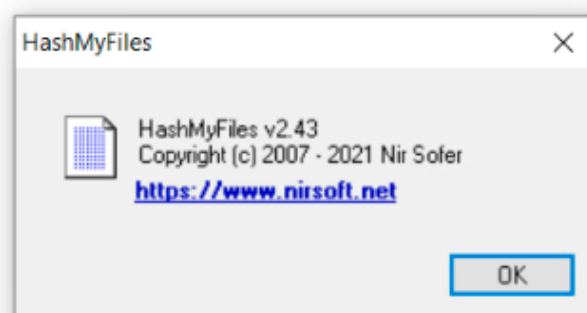 HashMyFiles
HashMyFiles v2.43
Copyright (c) 2007 - 2021 Nir Sofer
https://www.nirsoft.net
OK